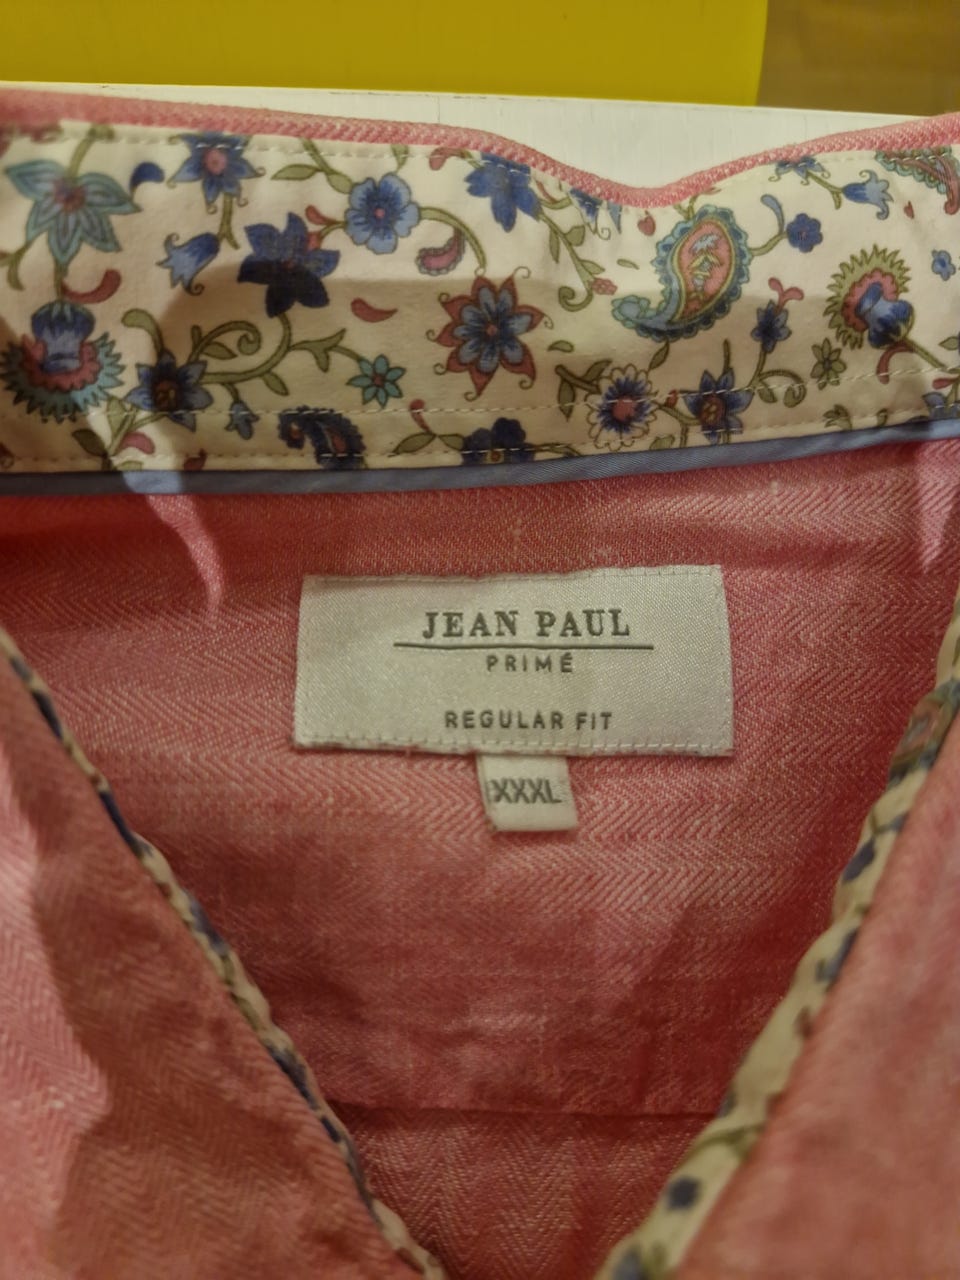 JEAN PAUL
PRIMÉ
REGULAR FIT
XXXL